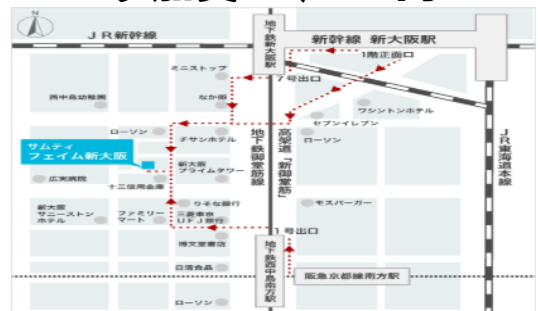 N
JR新幹線
地下鉄新大阪駅
新幹線 新大阪駅
1階正面口
ミニストップ
7号出口
西中島幼稚園
なか卯
ワシントンホテル
セブンイレブン
ローソン
チサンホテル
ローソン
サムティ
フェイム新大阪
新大阪
プライムタワー
地下鉄御堂筋線
高架道『新御堂筋』
JR東海道本線
広実病院
十三信用金庫
りそな銀行
モスバーガー
新大阪
サニーストン
ホテル
ファミリー
マート
三菱東京
UFJ銀行
1号出口
博文堂書店
地下鉄西中島南方駅
日清食品
阪急京都線南方駅
ローソン